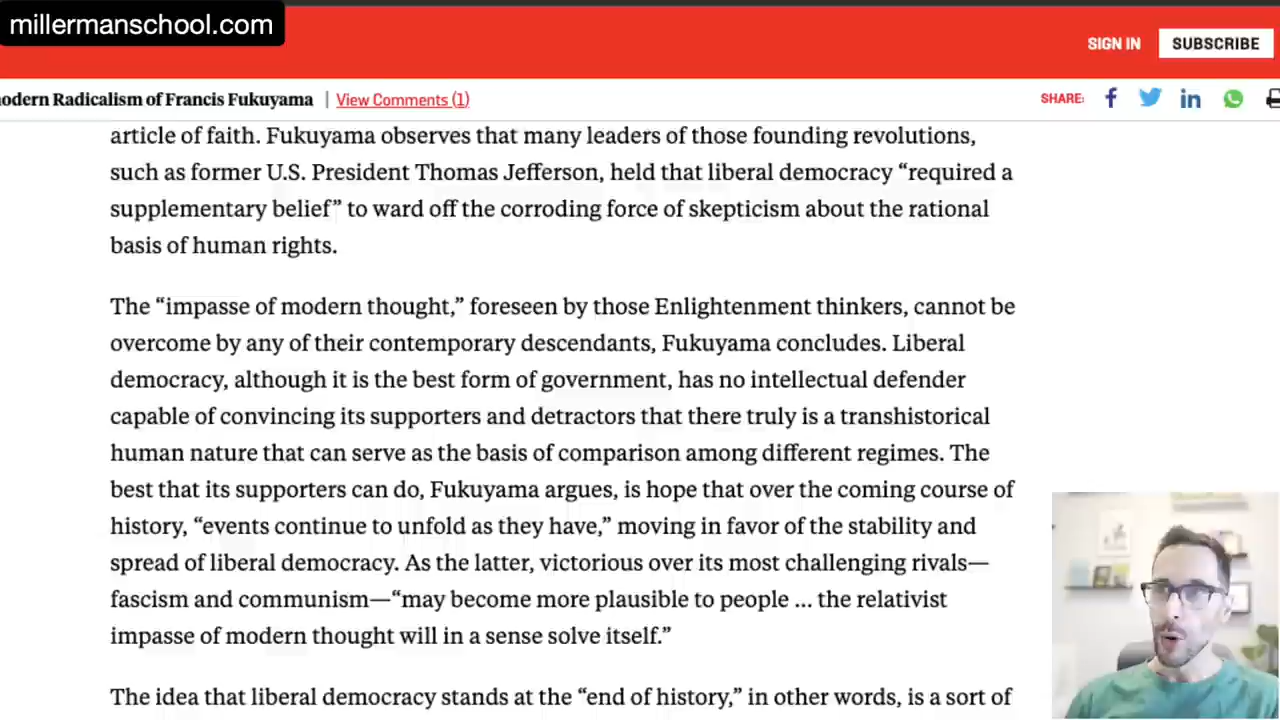 millermanschool.com
SIGN IN
SUBSCRIBE
odern Radicalism of Francis Fukuyama | View Comments (1)
SHARE:
article of faith. Fukuyama observes that many leaders of those founding revolutions,
such as former U.S. President Thomas Jefferson, held that liberal democracy “required a
supplementary belief” to ward off the corroding force of skepticism about the rational
basis of human rights.
The “impasse of modern thought,” foreseen by those Enlightenment thinkers, cannot be
overcome by any of their contemporary descendants, Fukuyama concludes. Liberal
democracy, although it is the best form of government, has no intellectual defender
capable of convincing its supporters and detractors that there truly is a transhistorical
human nature that can serve as the basis of comparison among different regimes. The
best that its supporters can do, Fukuyama argues, is hope that over the coming course of
history, “events continue to unfold as they have,” moving in favor of the stability and
spread of liberal democracy. As the latter, victorious over its most challenging rivals—
fascism and communism—“may become more plausible to people ... the relativist
impasse of modern thought will in a sense solve itself.”
The idea that liberal democracy stands at the “end of history,” in other words, is a sort of